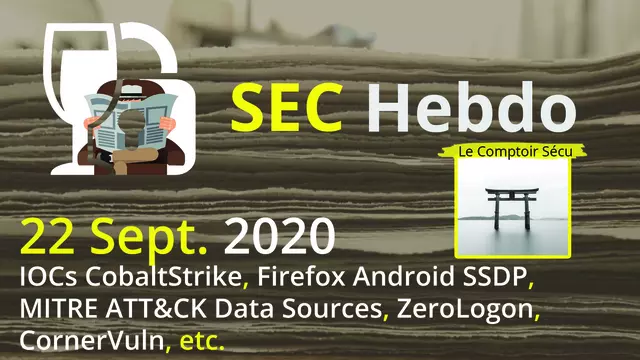 SEC Hebdo
Le Comptoir Sécu
22 Sept. 2020
IOCs CobaltStrike, Firefox Android SSDP,
MITRE ATT&CK Data Sources, ZeroLogon,
CornerVuln, etc.